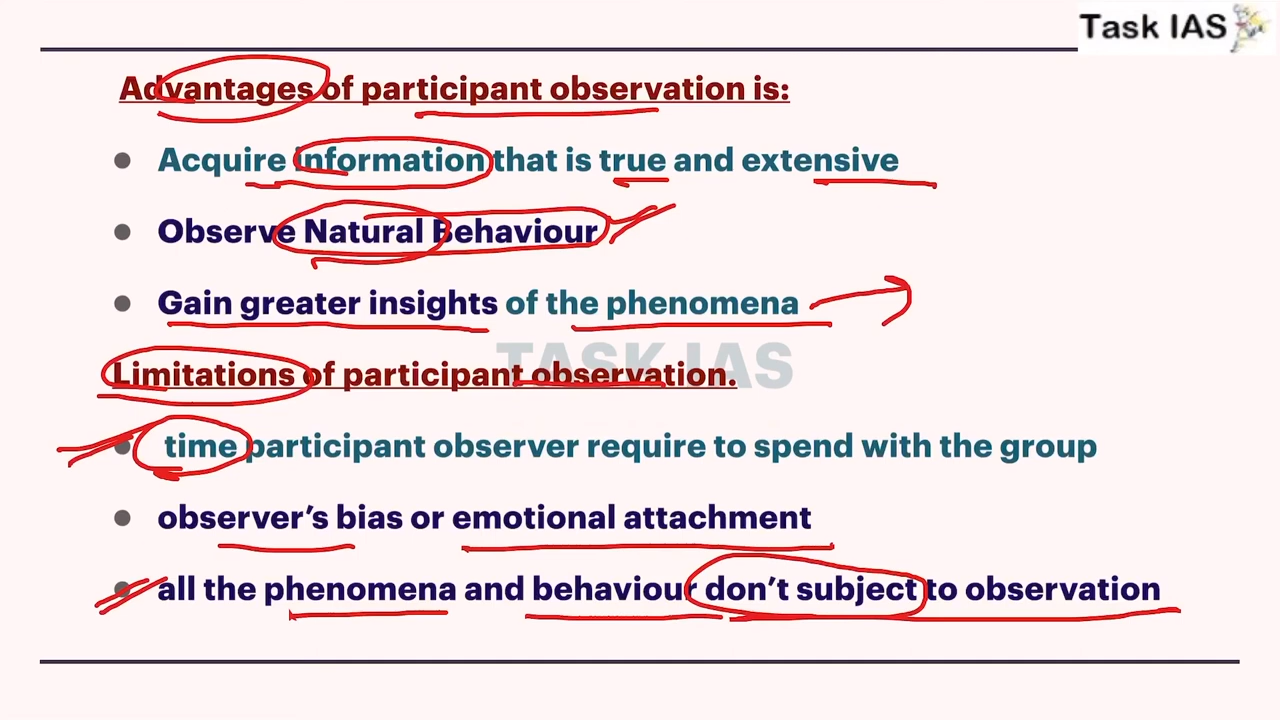 Task IAS
Advantages of participant observation is:
Acquire information that is true and extensive
Observe Natural Behaviour
Gain greater insights of the phenomena
TASK IAS
Limitations of participant observation.
time participant observer require to spend with the group
observer's bias or emotional attachment
all the phenomena and behaviour don't subject to observation